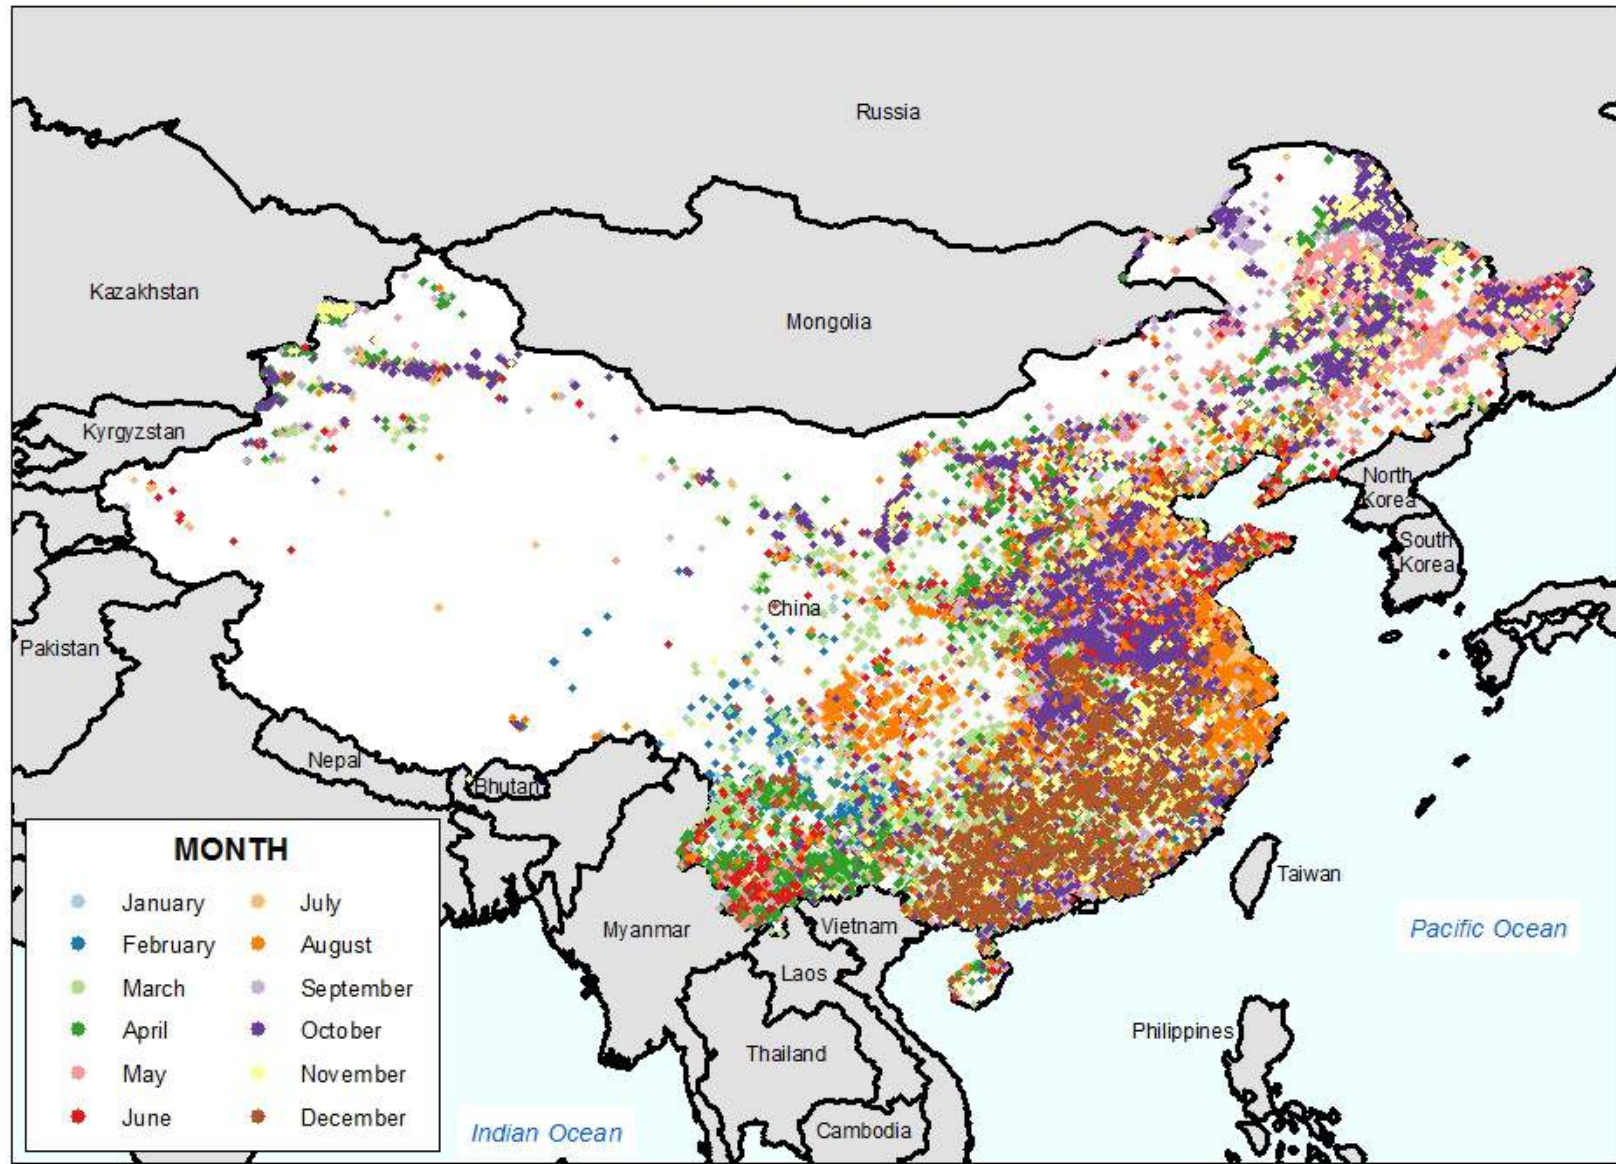 Russia
Kazakhstan
Mongolia
Kyrgyzstan
North
Korea
South
Korea
China
Pakistan
Nepal
Bhutan
MONTH
January
July
February
August
March
September
April
October
May
November
June
December
Taiwan
Myanmar
Vietnam
Pacific Ocean
Laos
Philippines
Thailand
Cambodia
Indian Ocean